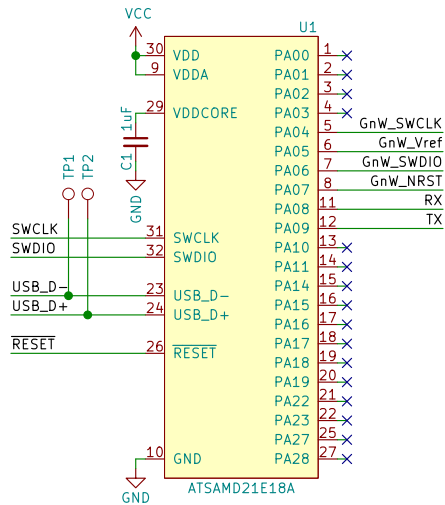 VCC
U1
30 VDD PA00 1
9 VDDA PA01 2
PA02 3
29 VDDCORE PA03 4
1uF
C1
GND
PA04 5 GnW_SWCLK
PA05 6 GnW_Vref
PA06 7 GnW_SWDIO
PA07 8 GnW_NRST
PA08 11 RX
PA09 12 TX
TP1 TP2
SWCLK 31 SWCLK PA10 13
SWDIO 32 SWDIO PA11 14
PA14 15
USB_D- 23 USB_D- PA15 16
USB_D+ 24 USB_D+ PA16 17
PA17 18
RESET 26 RESET PA18 19
PA19 20
PA22 21
PA23 22
PA27 25
10 GND PA28 27
GND
ATSAMD21E18A